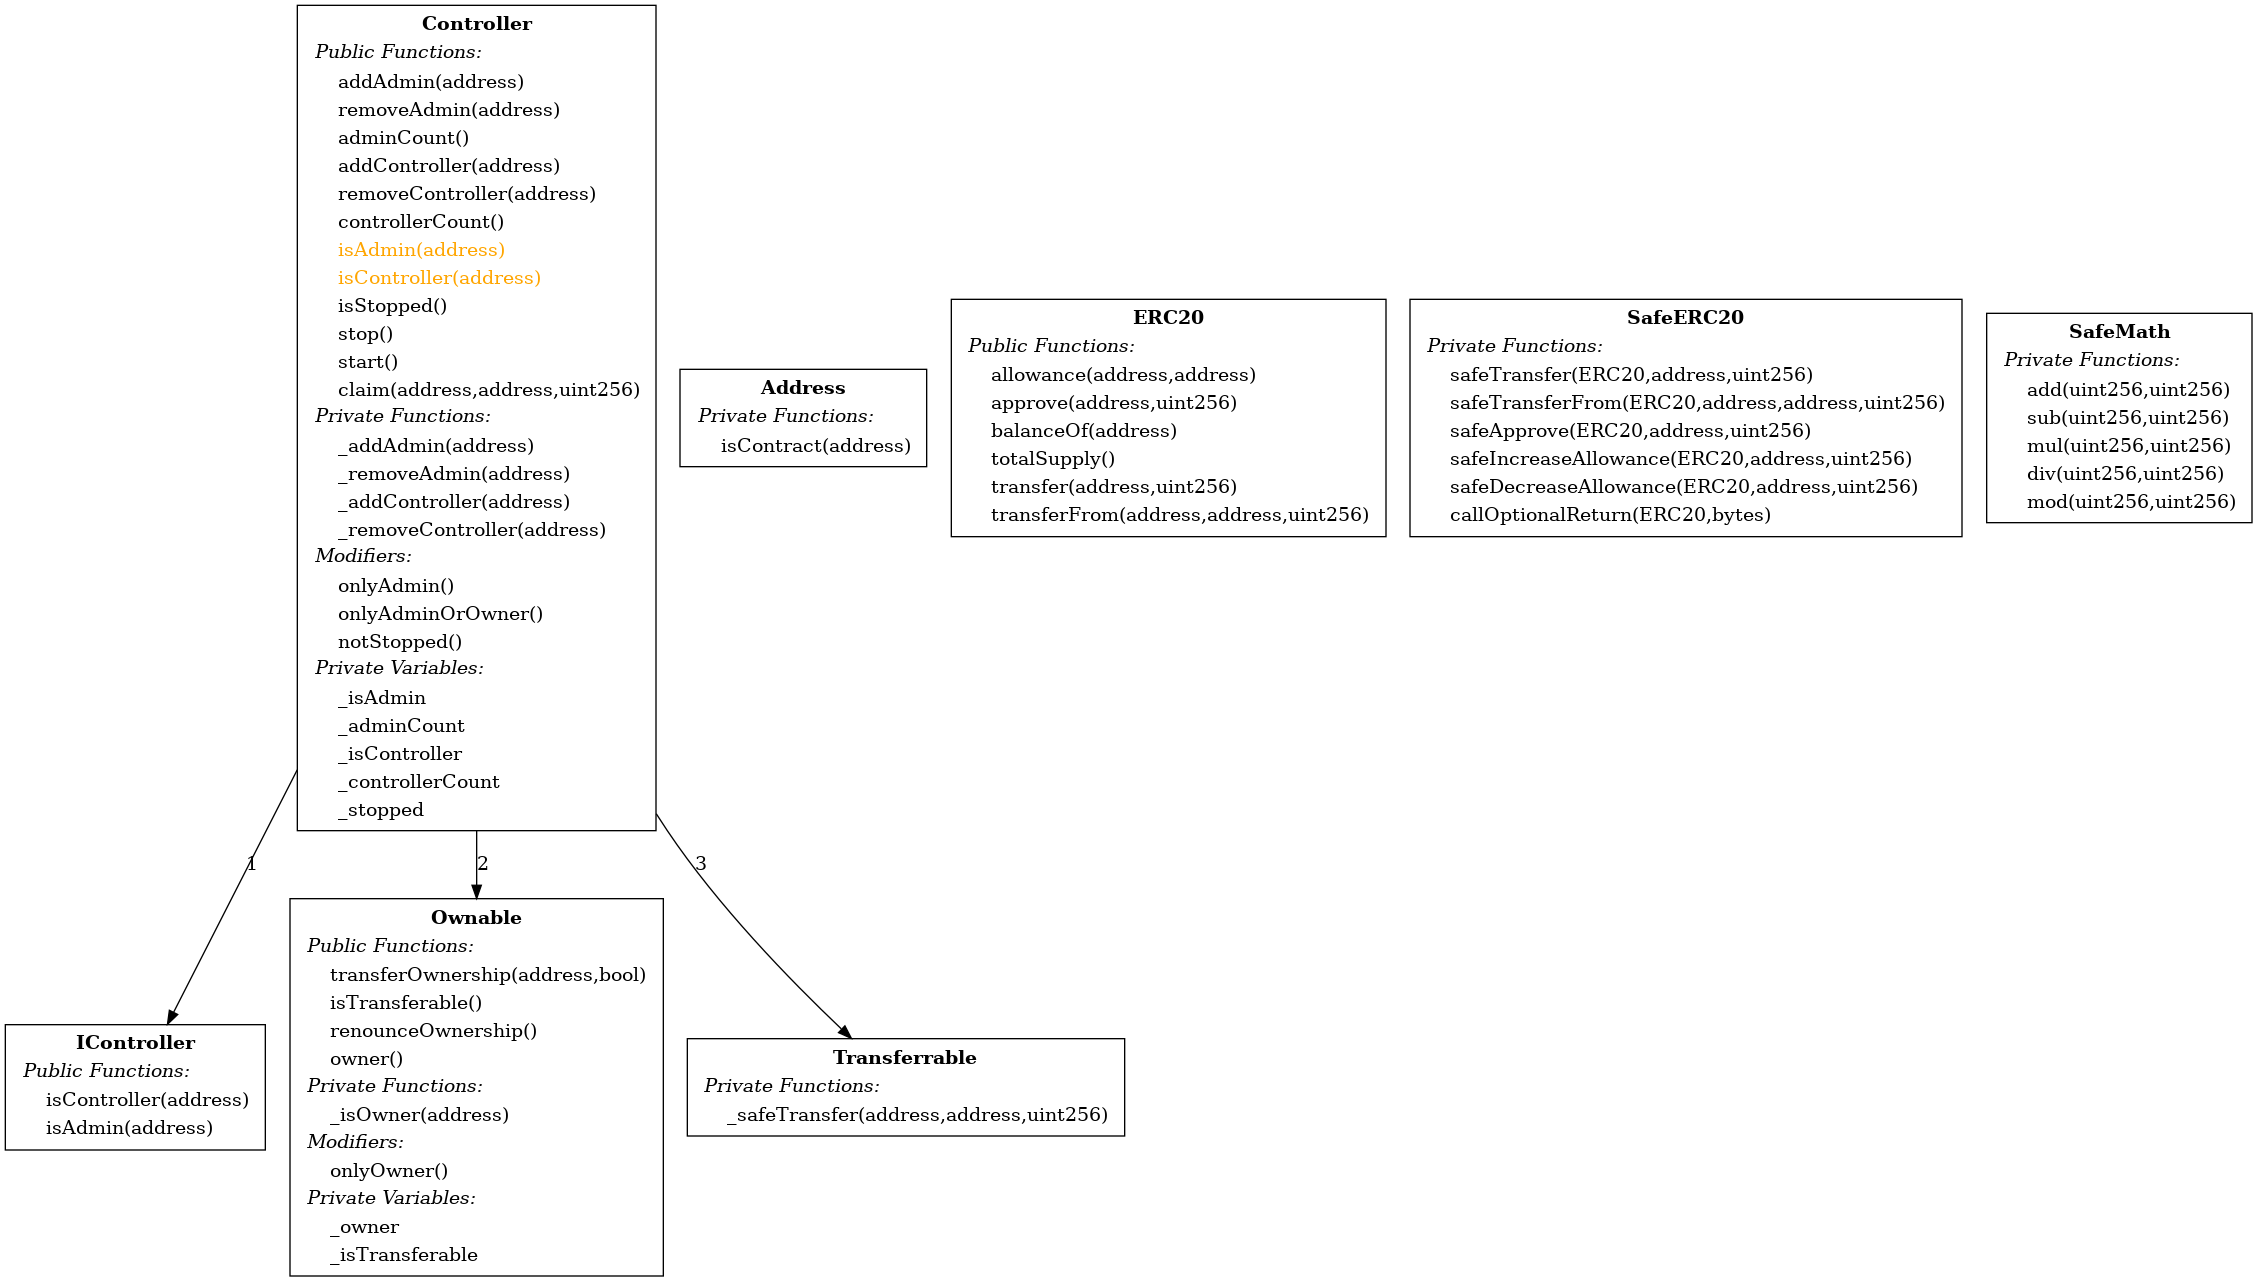 Controller
Public Functions:
addAdmin(address)
removeAdmin(address)
adminCount()
addController(address)
removeController(address)
controllerCount()
isAdmin(address)
isController(address)
isStopped()
stop()
start()
claim(address,address,uint256)
Private Functions:
_addAdmin(address)
_removeAdmin(address)
_addController(address)
_removeController(address)
Modifiers:
onlyAdmin()
onlyAdminOrOwner()
notStopped()
Private Variables:
_isAdmin
_adminCount
_isController
_controllerCount
_stopped
Address
Private Functions:
isContract(address)
ERC20
Public Functions:
allowance(address,address)
approve(address,uint256)
balanceOf(address)
totalSupply()
transfer(address,uint256)
transferFrom(address,address,uint256)
SafeERC20
Private Functions:
safeTransfer(ERC20,address,uint256)
safeTransferFrom(ERC20,address,address,uint256)
safeApprove(ERC20,address,uint256)
safeIncreaseAllowance(ERC20,address,uint256)
safeDecreaseAllowance(ERC20,address,uint256)
callOptionalReturn(ERC20,bytes)
SafeMath
Private Functions:
add(uint256,uint256)
sub(uint256,uint256)
mul(uint256,uint256)
div(uint256,uint256)
mod(uint256,uint256)
1
2
3
IController
Public Functions:
isController(address)
isAdmin(address)
Ownable
Public Functions:
transferOwnership(address,bool)
isTransferable()
renounceOwnership()
owner()
Private Functions:
_isOwner(address)
Modifiers:
onlyOwner()
Private Variables:
_owner
_isTransferable
Transferrable
Private Functions:
_safeTransfer(address,address,uint256)